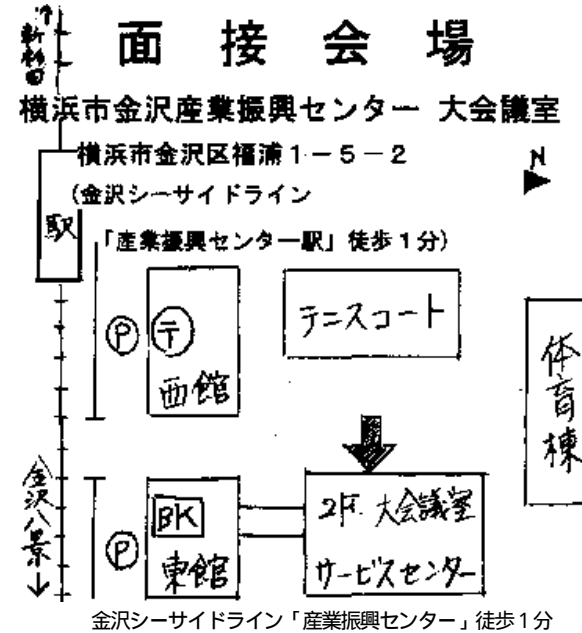 ↑新杉田
面接会場
横浜市金沢産業振興センター 大会議室
横浜市金沢区福浦1-5-2
(金沢シーサイドライン
「産業振興センター駅」徒歩1分)
N
駅
P
〒
西館
テニスコート
体育棟
金沢八景↓
P
BK
東館
2F. 大会議室
サービスセンター
金沢シーサイドライン「産業振興センター」徒歩1分